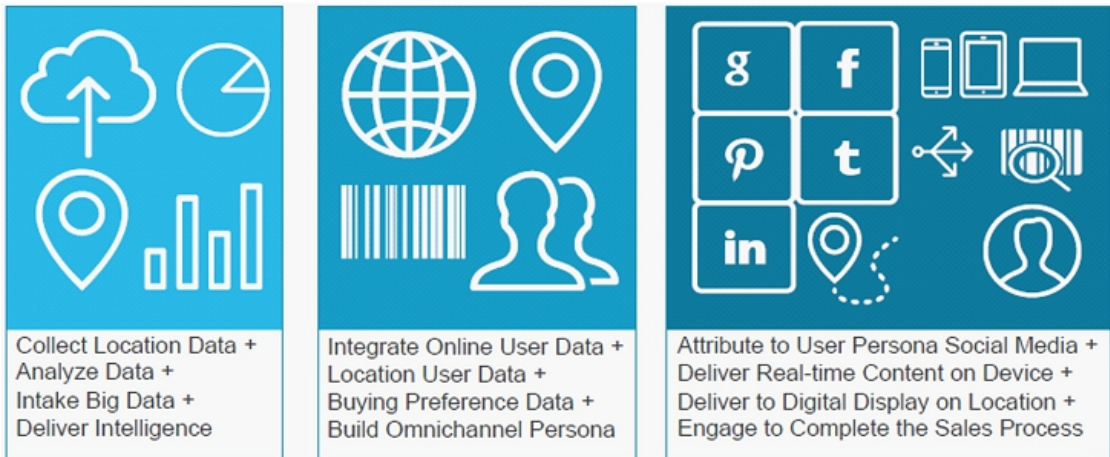 g
f
t
in
Collect Location Data +
Analyze Data +
Intake Big Data +
Deliver Intelligence
Integrate Online User Data +
Location User Data +
Buying Preference Data +
Build Omnichannel Persona
Attribute to User Persona Social Media +
Deliver Real-time Content on Device +
Deliver to Digital Display on Location +
Engage to Complete the Sales Process